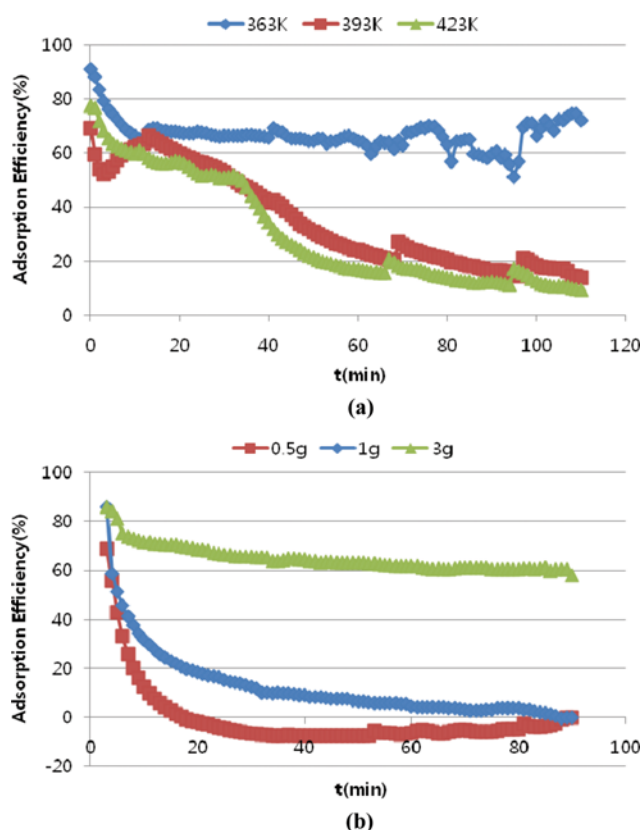 363K 393K 423K
100
80
60
40
20
0
Adsorption Efficiency(%)
0 20 40 60 80 100 120
t(min)
(a)
0.5g 1g 3g
100
80
60
40
20
0
-20
Adsorption Efficiency(%)
0 20 40 60 80 100
t(min)
(b)